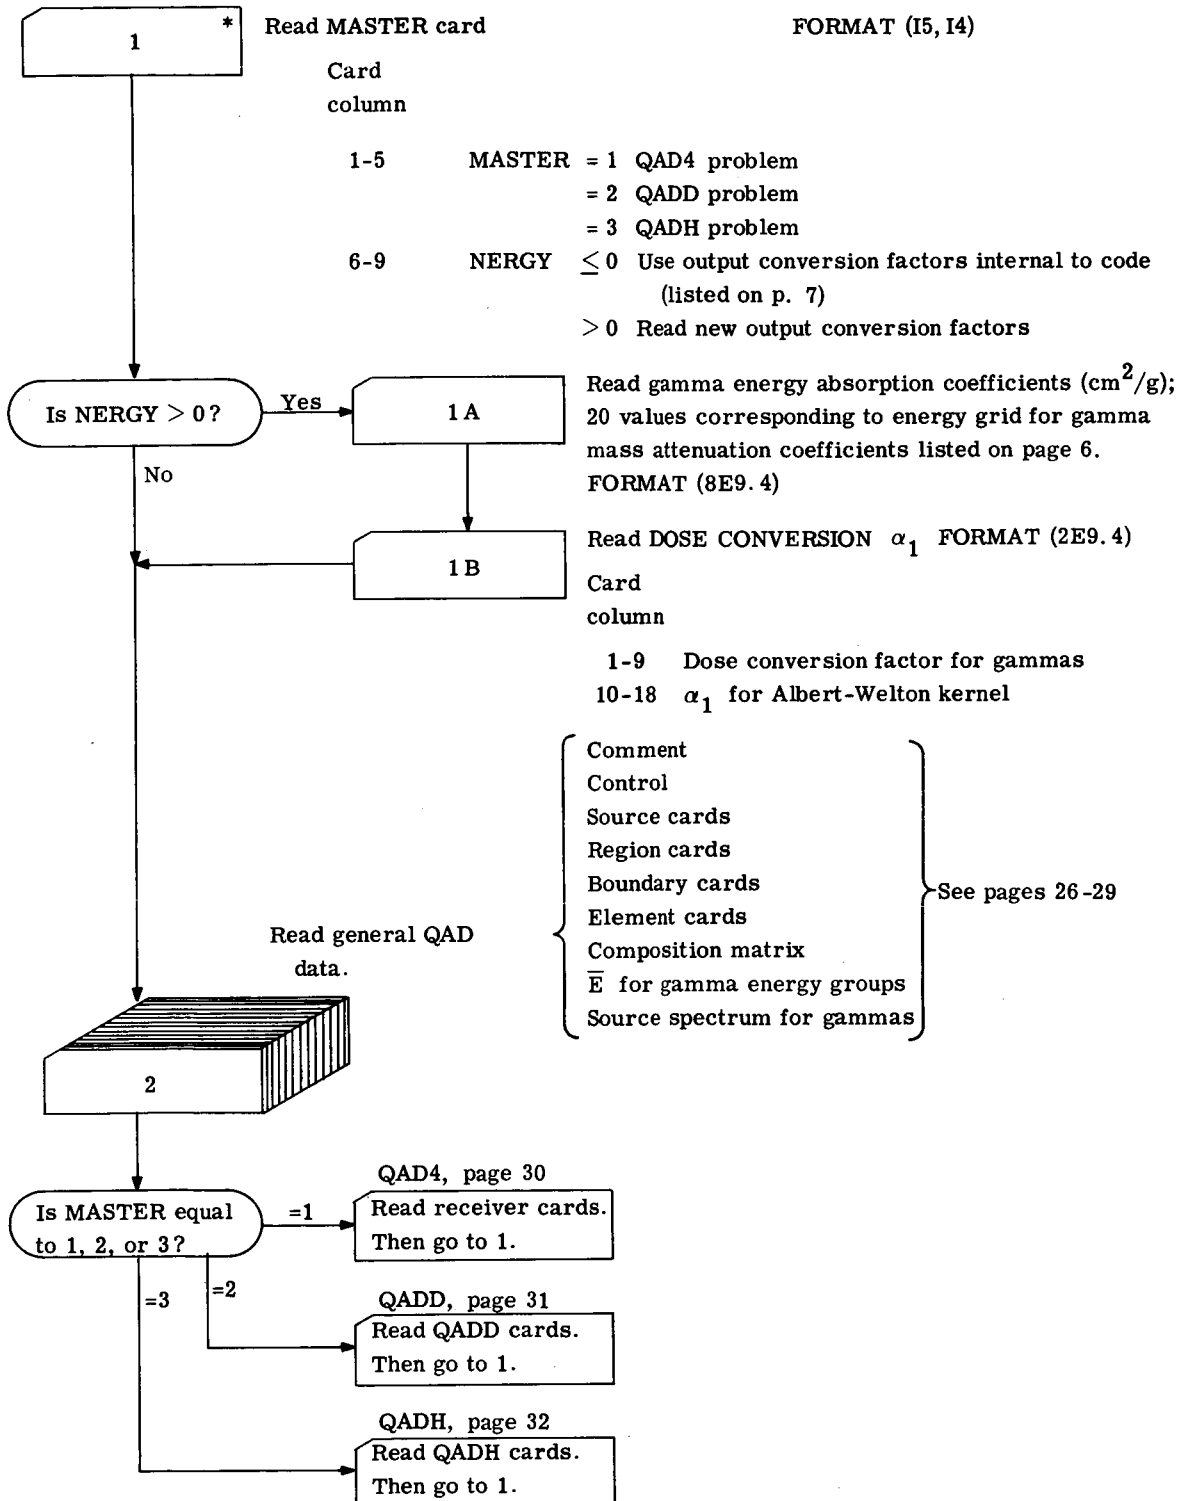 1 *
Read MASTER card FORMAT (I5, I4)
Card
column
1-5 MASTER = 1 QAD4 problem
= 2 QADD problem
= 3 QADH problem
6-9 NERGY ≤ 0 Use output conversion factors internal to code
(listed on p. 7)
> 0 Read new output conversion factors
Is NERGY > 0?
Yes
No
1A
Read gamma energy absorption coefficients (cm²/g);
20 values corresponding to energy grid for gamma
mass attenuation coefficients listed on page 6.
FORMAT (8E9.4)
1B
Read DOSE CONVERSION α₁ FORMAT (2E9.4)
Card
column
1-9 Dose conversion factor for gammas
10-18 α₁ for Albert-Welton kernel
Read general QAD
data.
Comment
Control
Source cards
Region cards
Boundary cards
Element cards
Composition matrix
E̅ for gamma energy groups
Source spectrum for gammas
See pages 26-29
2
Is MASTER equal
to 1, 2, or 3?
=1
=2
=3
QAD4, page 30
Read receiver cards.
Then go to 1.
QADD, page 31
Read QADD cards.
Then go to 1.
QADH, page 32
Read QADH cards.
Then go to 1.